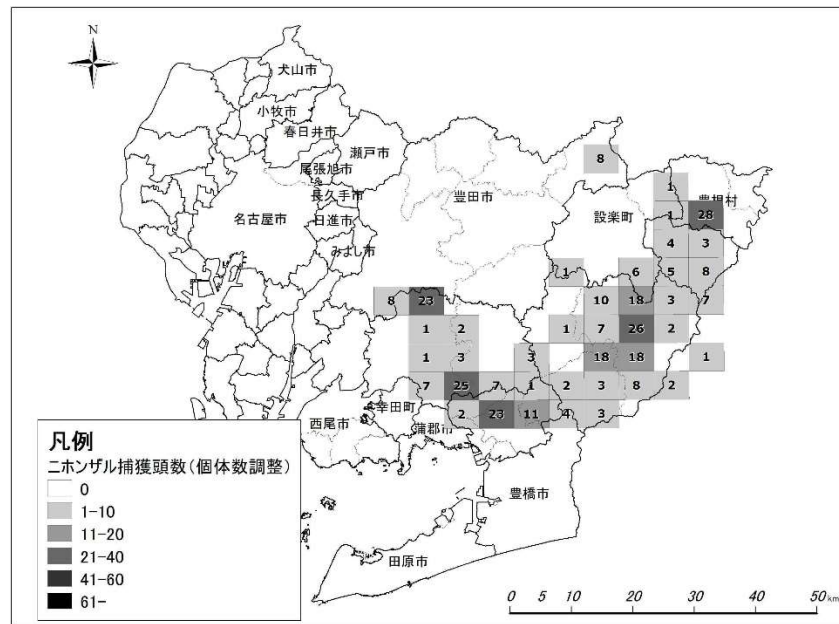 N
犬山市
小牧市
春日井市
瀬戸市
尾張旭市
長久手市
名古屋市
日進市
みよし市
豊田市
設楽町
豊根村
8
1
1 28
4 3
1 6 5 8
8 23 10 18 3 7
1 2 1 7 26 2
1 3 3 18 18 1
7 25 7 1 2 3 8 2
2 23 11 4 3
西尾市
幸田町
蒲郡市
豊橋市
田原市
凡例
ニホンザル捕獲頭数(個体数調整)
0
1-10
11-20
21-40
41-60
61-
0 5 10 20 30 40 50 km